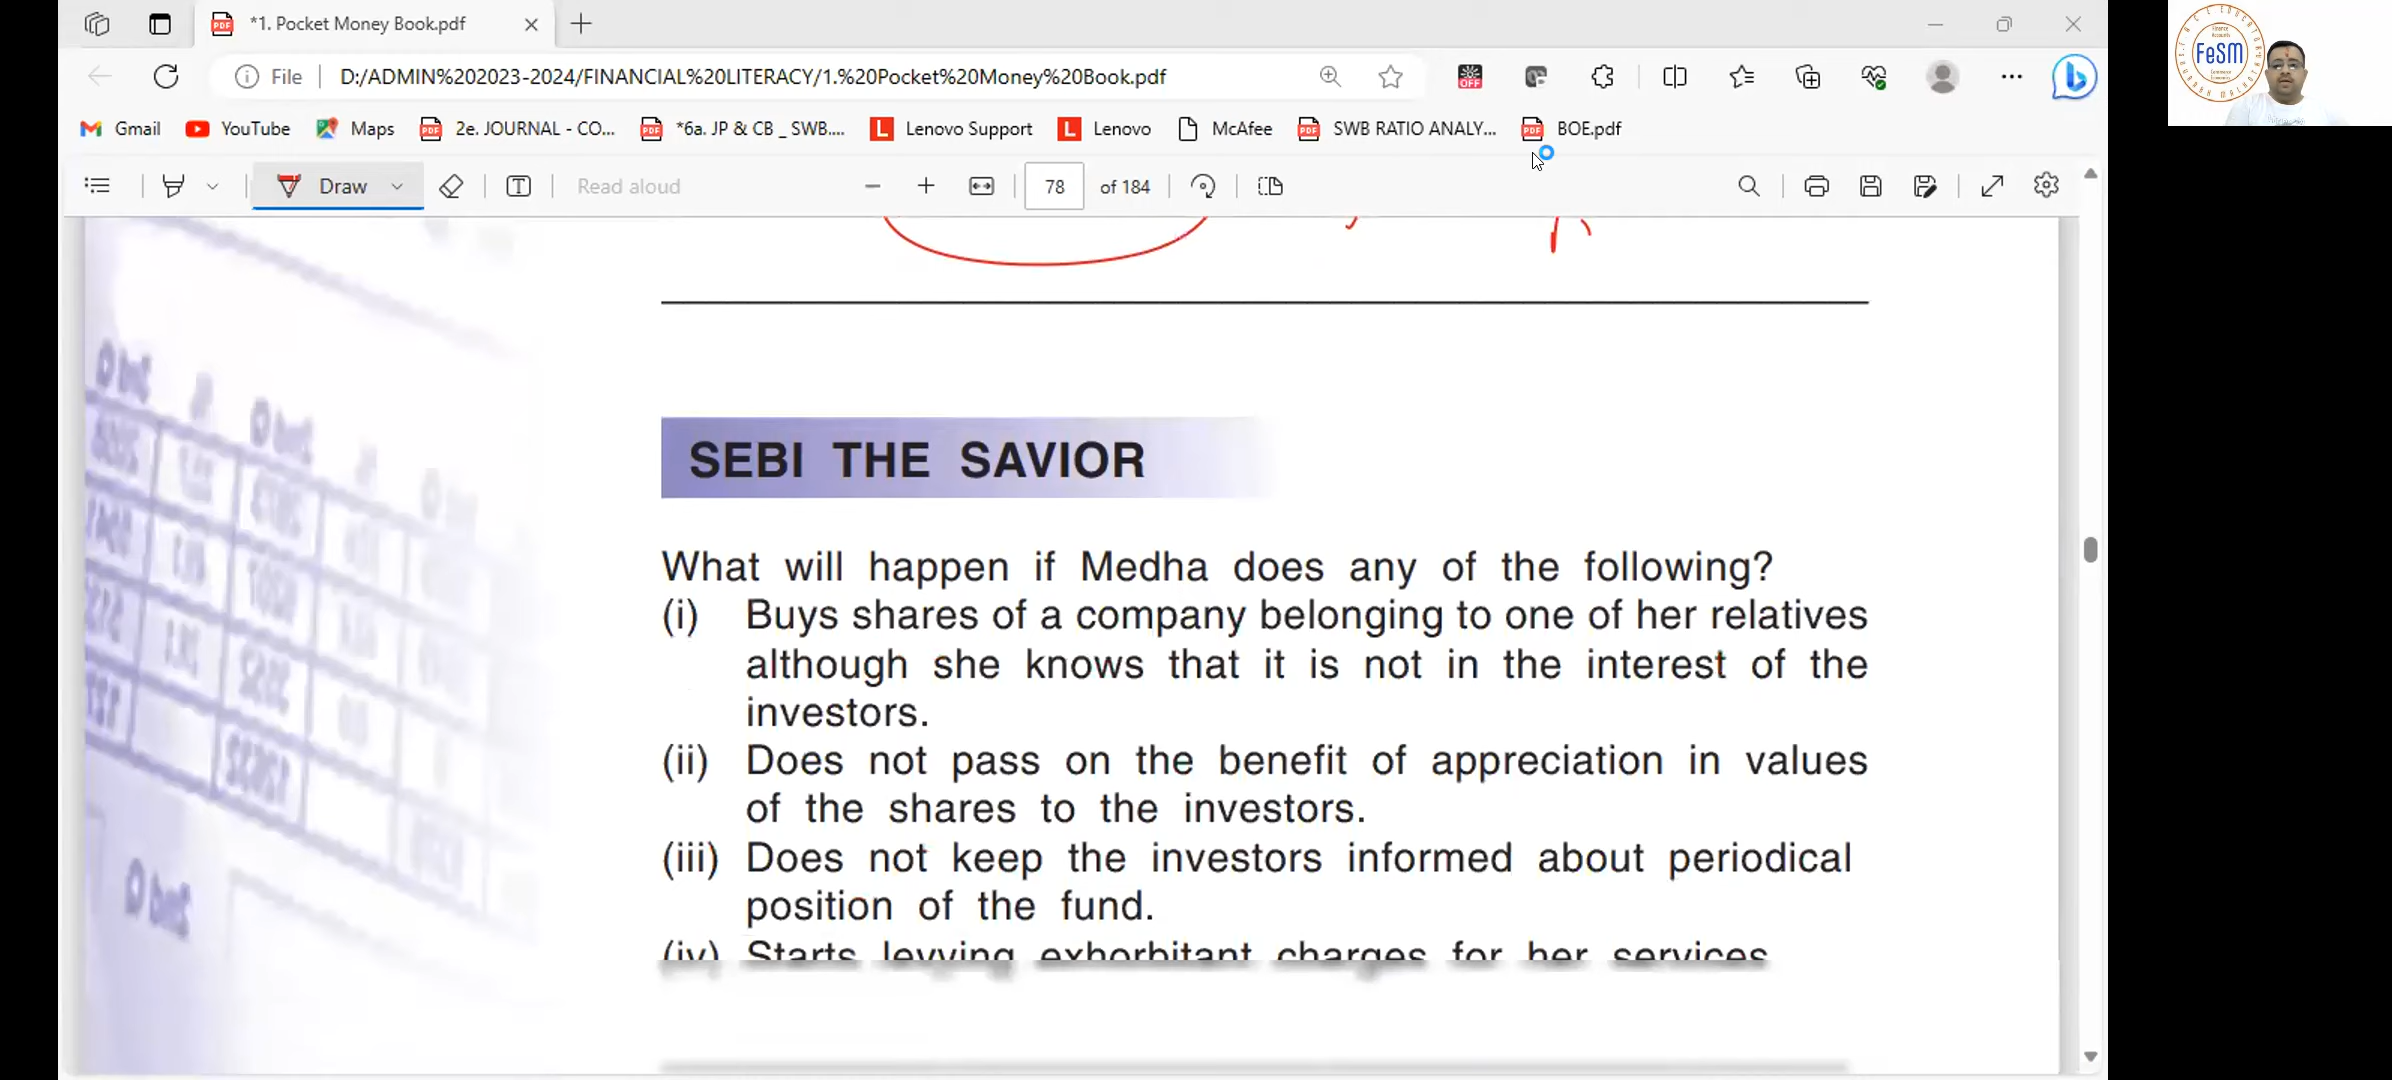 *1. Pocket Money Book.pdf
File D:/ADMIN%202023-2024/FINANCIAL%20LITERACY/1.%20Pocket%20Money%20Book.pdf
OFF
Gmail YouTube Maps 2e. JOURNAL - CO... *6a. JP & CB _ SWB.... Lenovo Support Lenovo McAfee SWB RATIO ANALY... BOE.pdf
Draw Read aloud 78 of 184
FeSM
SEBI THE SAVIOR
What will happen if Medha does any of the following?
(i) Buys shares of a company belonging to one of her relatives
although she knows that it is not in the interest of the
investors.
(ii) Does not pass on the benefit of appreciation in values
of the shares to the investors.
(iii) Does not keep the investors informed about periodical
position of the fund.
(iv) Starts levying exhorbitant charges for her services